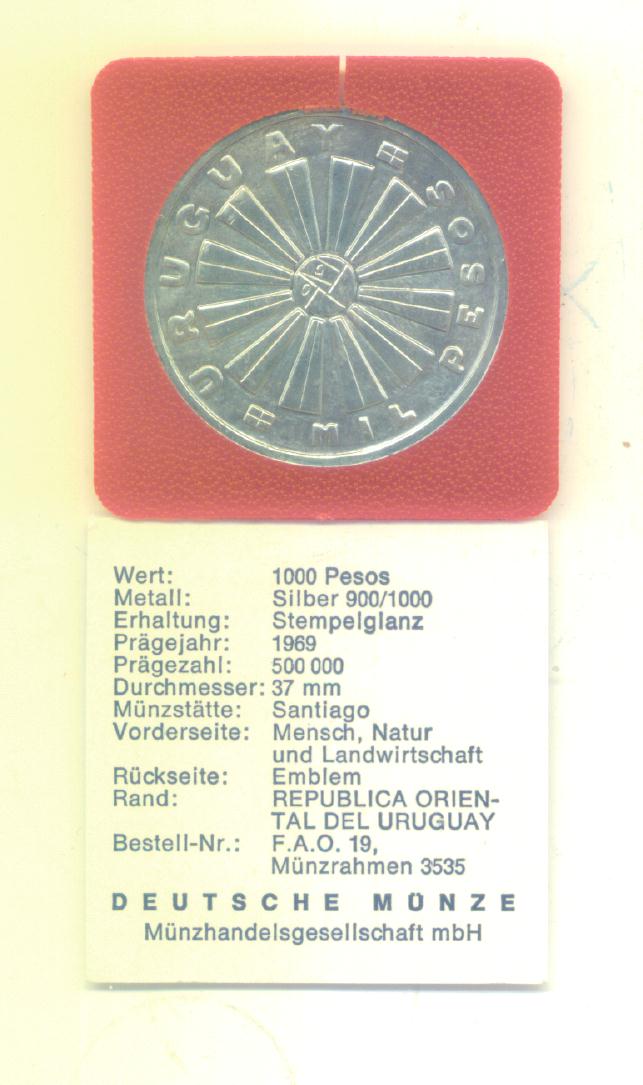 URUGUAY
MIL PESOS
Wert: 1000 Pesos
Metall: Silber 900/1000
Erhaltung: Stempelglanz
Prägejahr: 1969
Prägezahl: 500 000
Durchmesser: 37 mm
Münzstätte: Santiago
Vorderseite: Mensch, Natur
und Landwirtschaft
Rückseite: Emblem
Rand: REPUBLICA ORIEN-
TAL DEL URUGUAY
Bestell-Nr.: F.A.O. 19,
Münzrahmen 3535
DEUTSCHE MÜNZE
Münzhandelsgesellschaft mbH